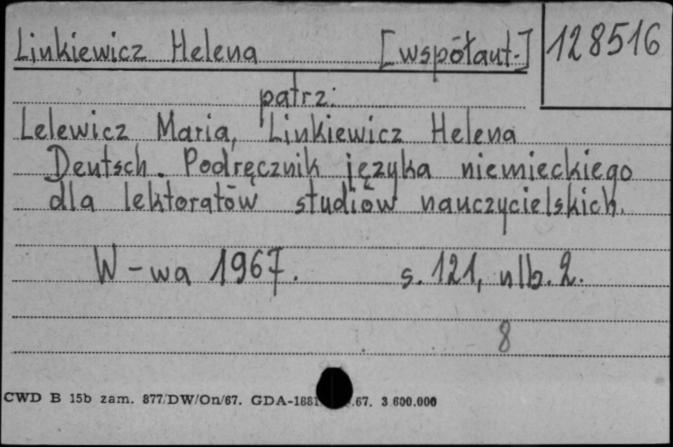 Linkiewicz Helena [współaut.] 128516
patrz:
Lelewicz Maria, Linkiewicz Helena
Deutsch. Podręcznik języka niemieckiego
dla lektoratów studiów nauczycielskich.
W-wa 1967. s. 121, nlb. 2.
8
CWD B 15b zam. 877/DW/On/67. GDA-1881 .67. 3 600.000